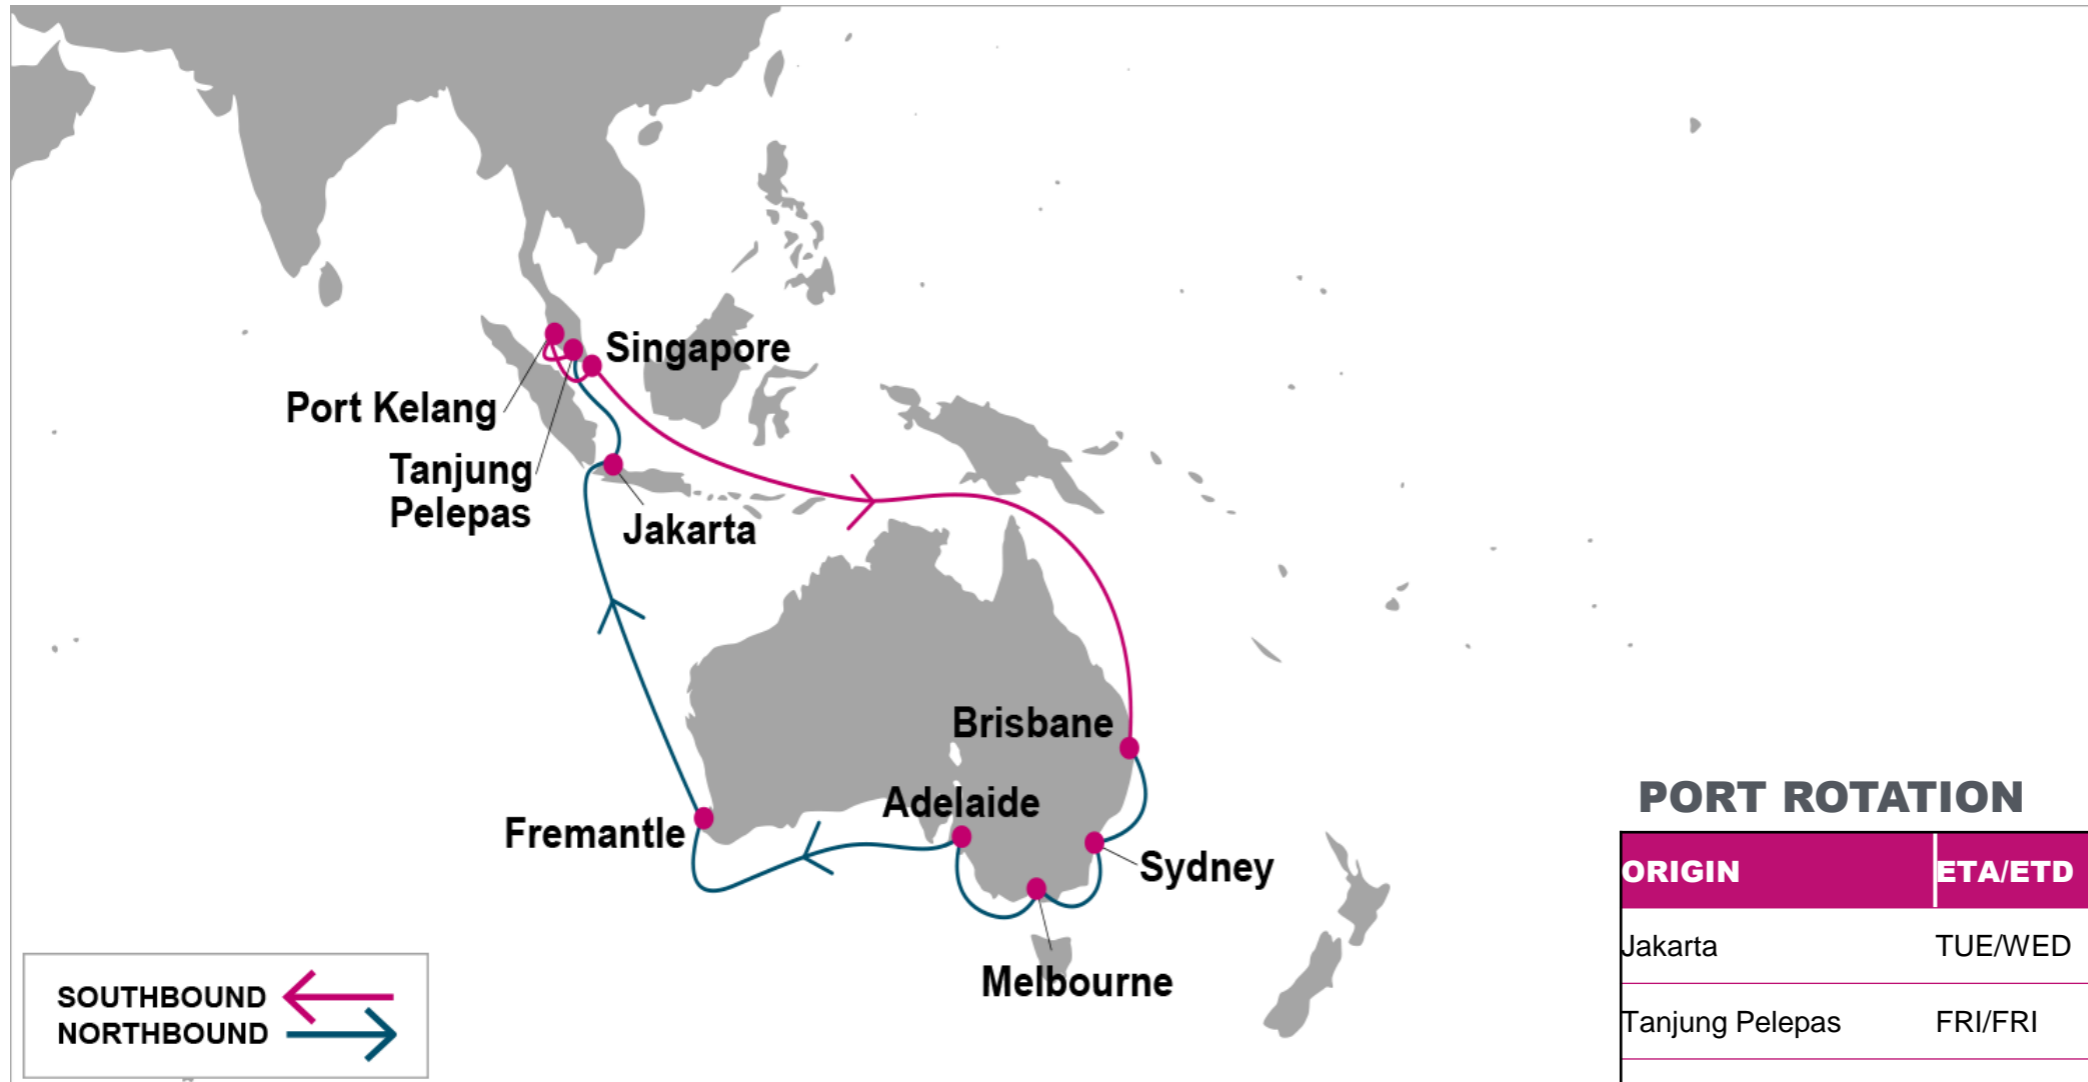 Singapore
Port Kelang
Tanjung
Pelepas
Jakarta
Brisbane
Adelaide
Fremantle
Sydney
Melbourne
SOUTHBOUND
NORTHBOUND
PORT ROTATION
ORIGIN ETA/ETD
Jakarta TUE/WED
Tanjung Pelepas FRI/FRI